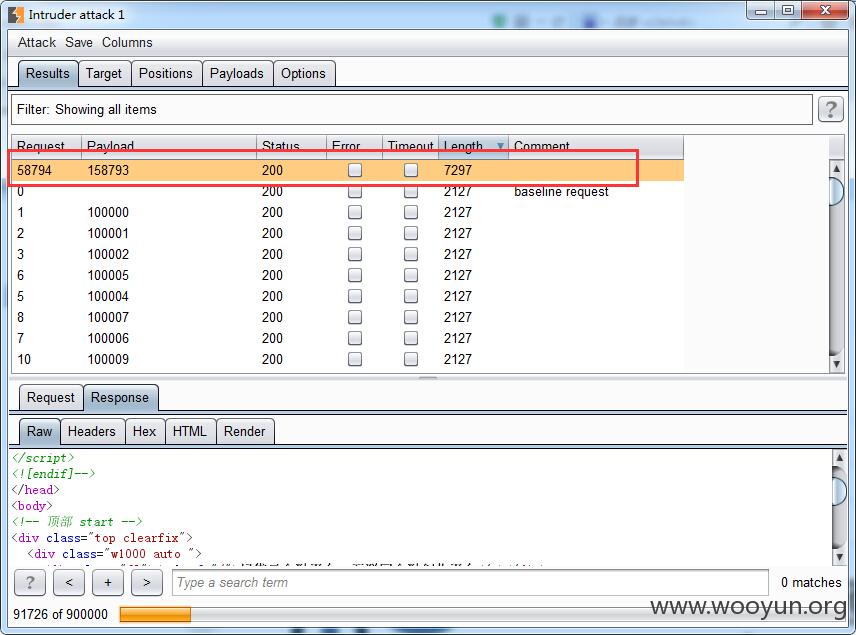 Intruder attack 1
Attack Save Columns
Results Target Positions Payloads Options
Filter: Showing all items ?
Request Payload Status Error Timeout Length Comment
58794 158793 200 7297
0 200 2127 baseline request
1 100000 200 2127
2 100001 200 2127
3 100002 200 2127
6 100005 200 2127
5 100004 200 2127
8 100007 200 2127
7 100006 200 2127
10 100009 200 2127
Request Response
Raw Headers Hex HTML Render
</script>
<![endif]-->
</head>
<body>
<!-- 顶部 start -->
<div class="top clearfix">
<div class="w1000 auto ">
? < + > Type a search term 0 matches
91726 of 900000
www.wooyun.org